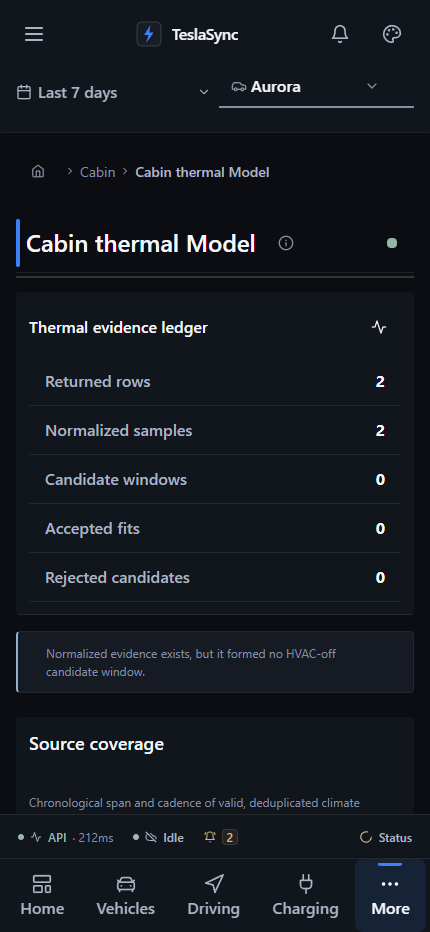 TeslaSync
Last 7 days
Aurora
Cabin
Cabin thermal Model
Cabin thermal Model
Thermal evidence ledger
Returned rows 2
Normalized samples 2
Candidate windows 0
Accepted fits 0
Rejected candidates 0
Normalized evidence exists, but it formed no HVAC-off
candidate window.
Source coverage
Chronological span and cadence of valid, deduplicated climate
API · 212ms Idle 2 Status
Home Vehicles Driving Charging More